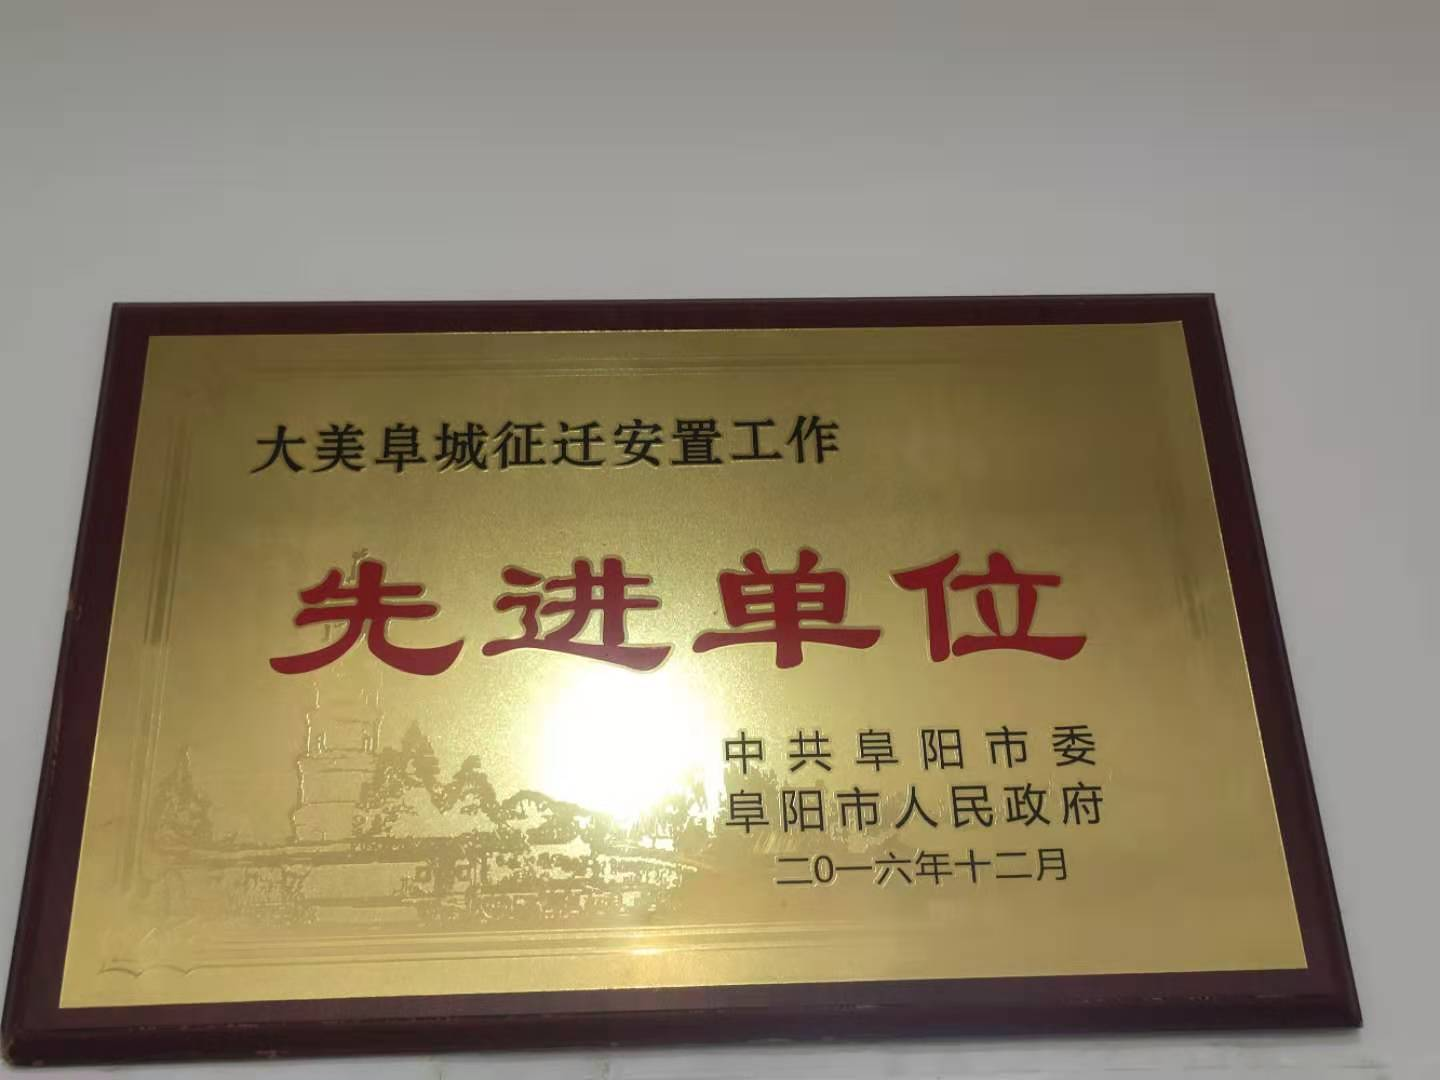 大美阜城征迁安置工作
先进单位
中共阜阳市委
阜阳市人民政府
二0一六年十二月